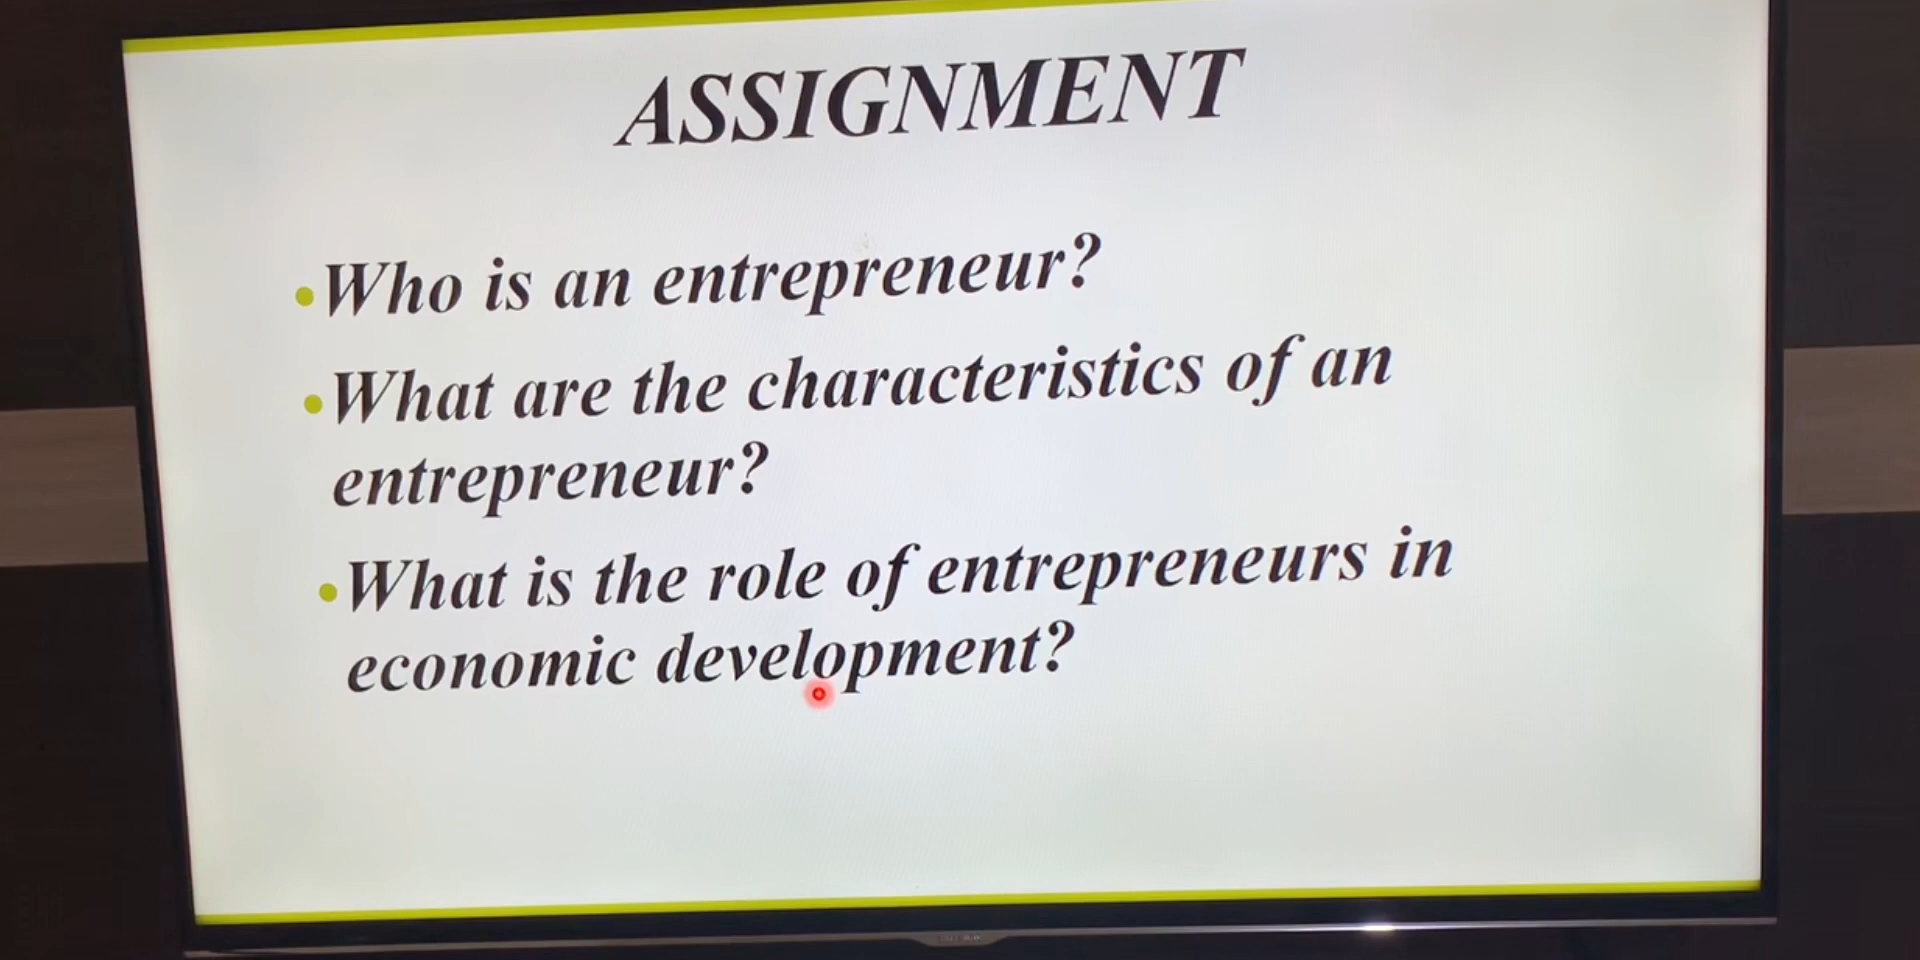 ASSIGNMENT
•Who is an entrepreneur?
•What are the characteristics of an
entrepreneur?
•What is the role of entrepreneurs in
economic development?